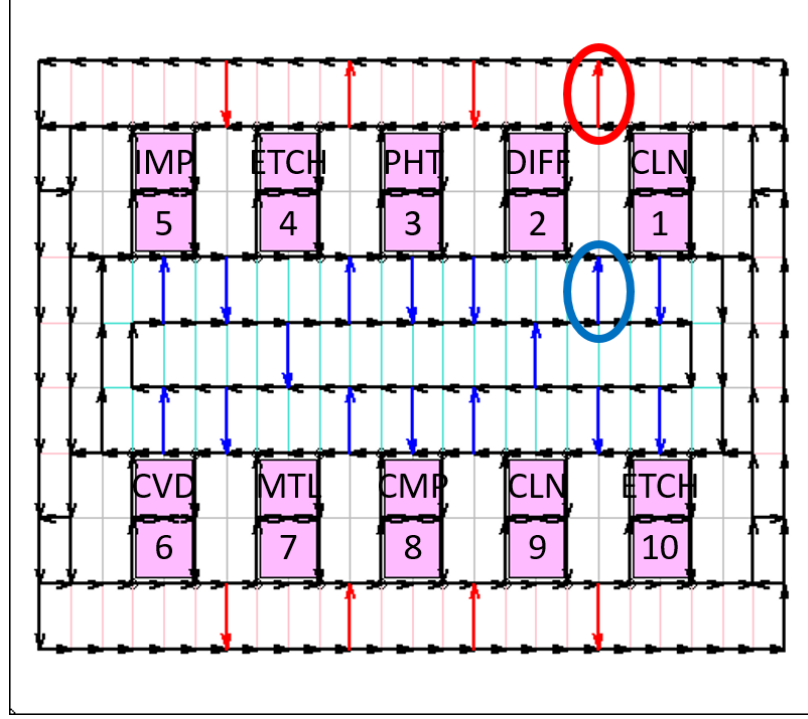 IMP ETCH PHT DIFF CLN
5 4 3 2 1
CVD MTL CMP CLN ETCH
6 7 8 9 10